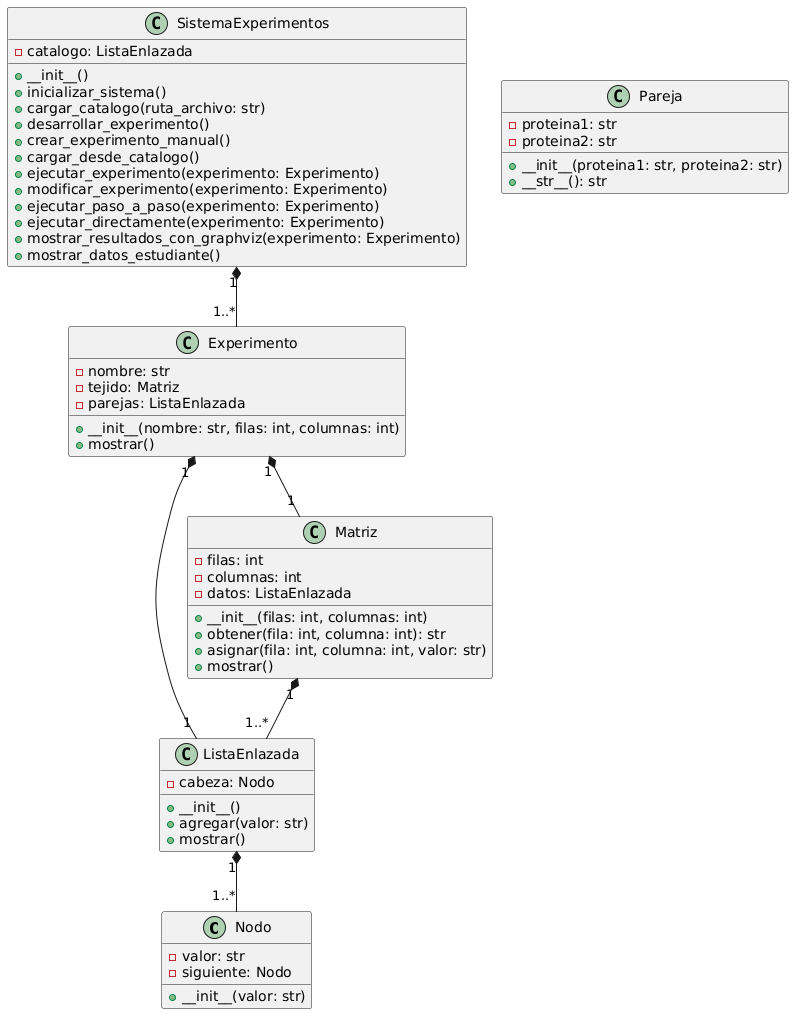 C SistemaExperimentos
catalogo: ListaEnlazada
__init__()
inicializar_sistema()
cargar_catalogo(ruta_archivo: str)
desarrollar_experimento()
crear_experimento_manual()
cargar_desde_catalogo()
ejecutar_experimento(experimento: Experimento)
modificar_experimento(experimento: Experimento)
ejecutar_paso_a_paso(experimento: Experimento)
ejecutar_directamente(experimento: Experimento)
mostrar_resultados_con_graphviz(experimento: Experimento)
mostrar_datos_estudiante()
C Pareja
proteina1: str
proteina2: str
__init__(proteina1: str, proteina2: str)
__str__(): str
1
1..*
C Experimento
nombre: str
tejido: Matriz
parejas: ListaEnlazada
__init__(nombre: str, filas: int, columnas: int)
mostrar()
1
1
1
C Matriz
filas: int
columnas: int
datos: ListaEnlazada
__init__(filas: int, columnas: int)
obtener(fila: int, columna: int): str
asignar(fila: int, columna: int, valor: str)
mostrar()
1
1
1..*
C ListaEnlazada
cabeza: Nodo
__init__()
agregar(valor: str)
mostrar()
1
1..*
C Nodo
valor: str
siguiente: Nodo
__init__(valor: str)